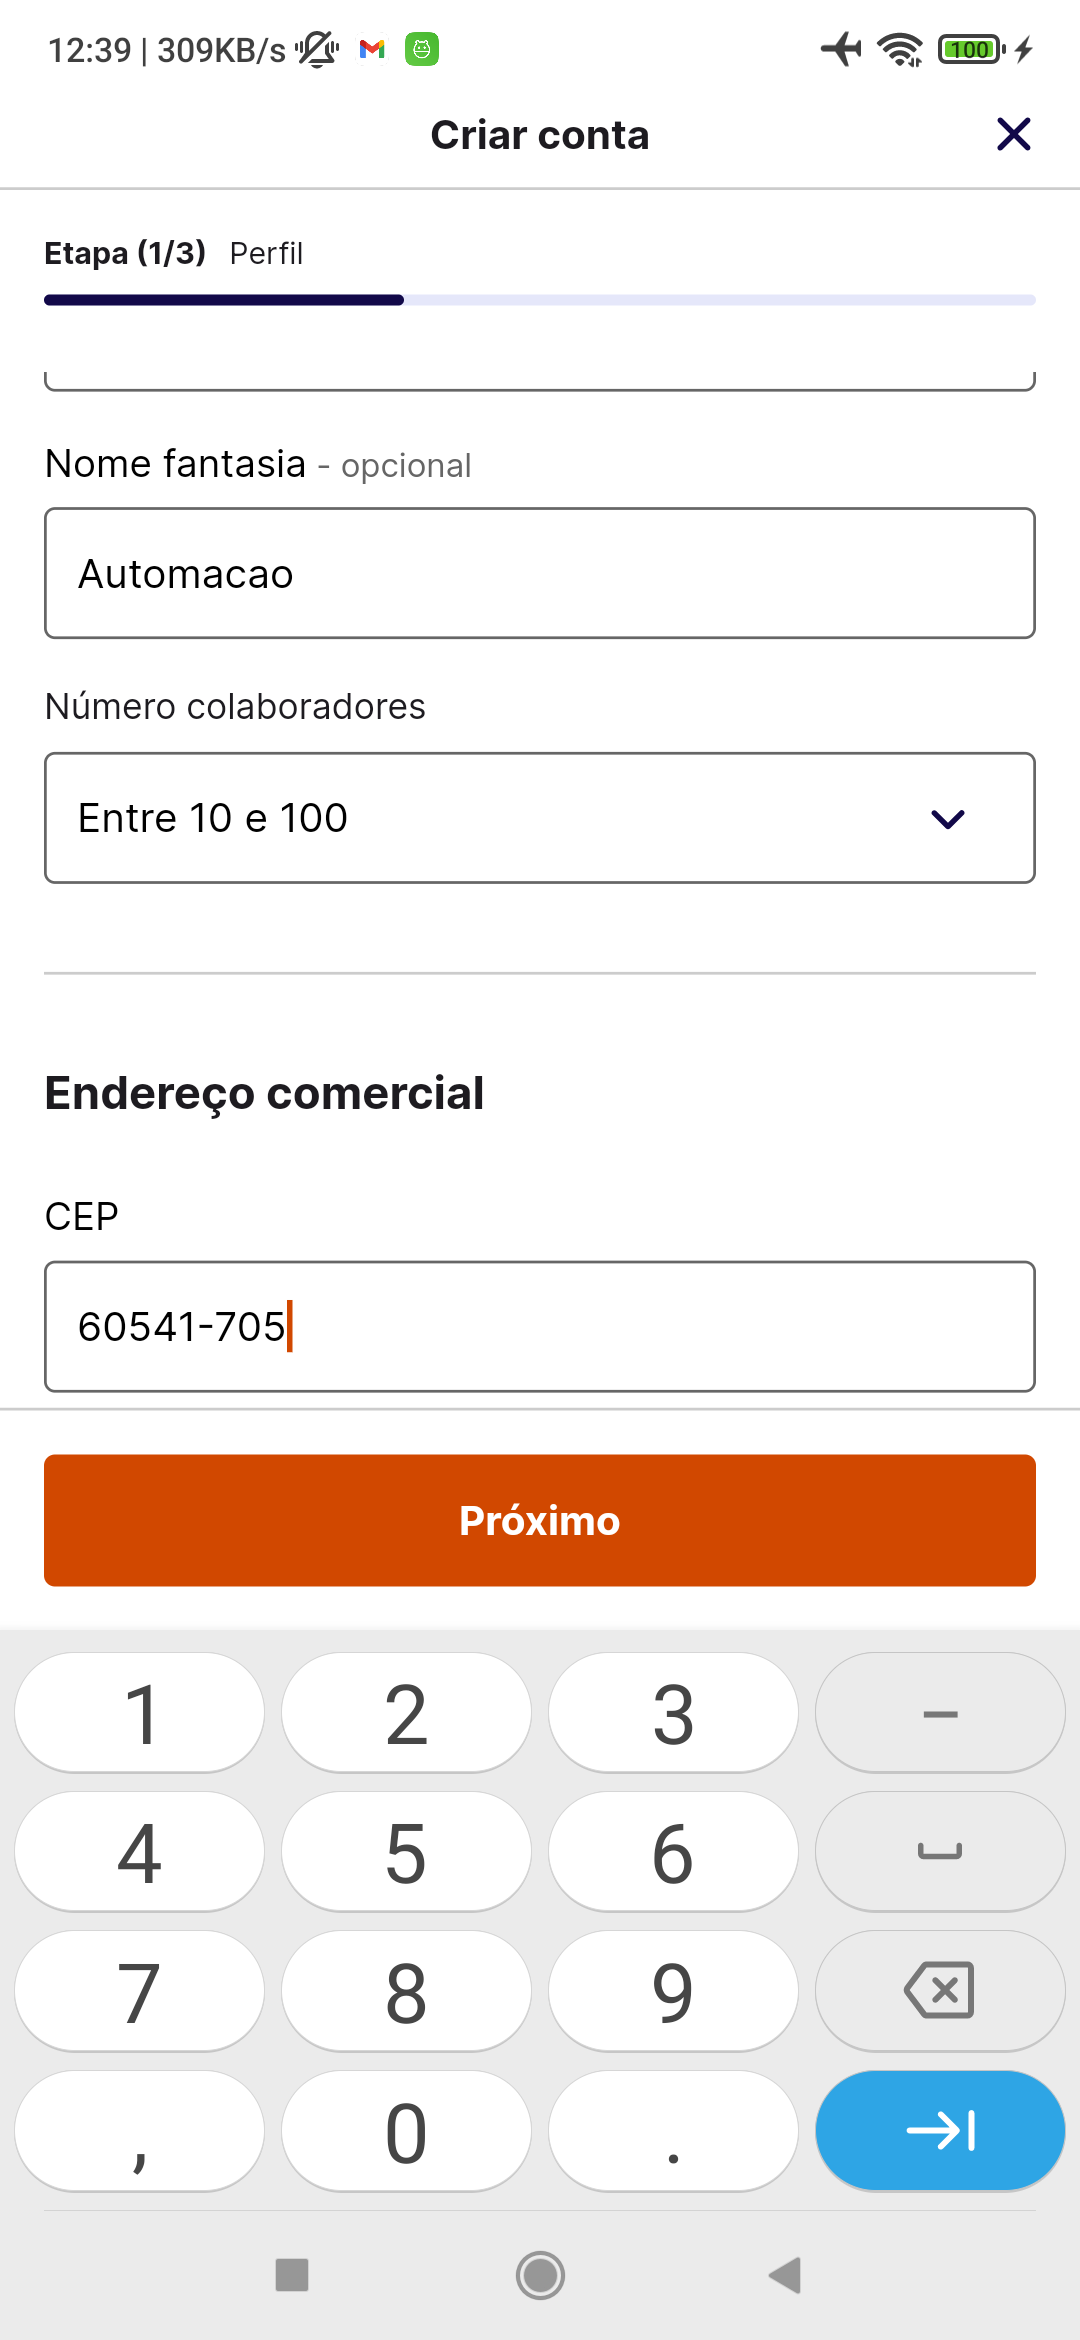 12:39 | 309KB/s
100
Criar conta
Etapa (1/3) Perfil
Nome fantasia - opcional
Automacao
Número colaboradores
Entre 10 e 100
Endereço comercial
CEP
60541-705
Próximo
1 2 3 –
4 5 6
7 8 9
, 0 .